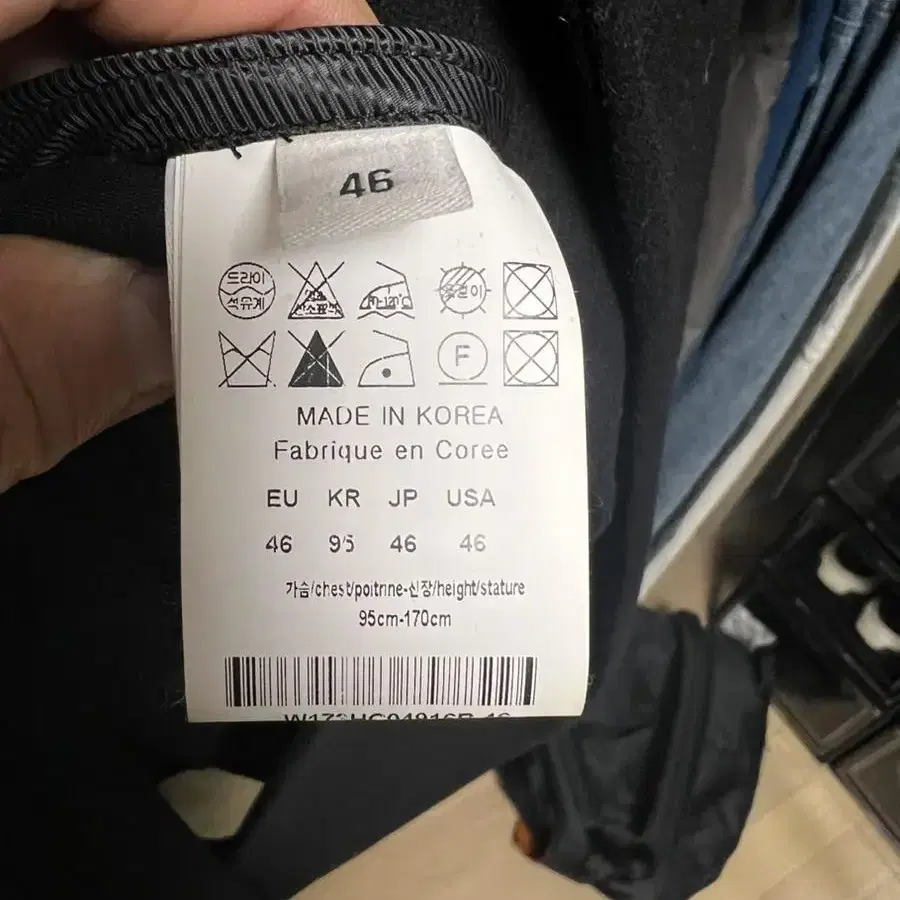 46
드라이
석유계
F
MADE IN KOREA
Fabrique en Coree
EU KR JP USA
46 95 46 46
가슴/chest/poitrine-신장/height/stature
95cm-170cm